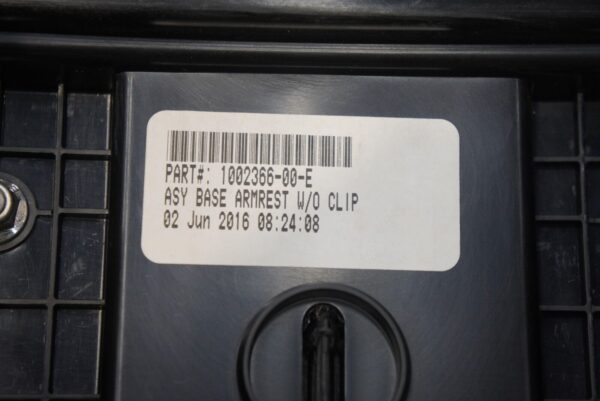 PART#: 1002366-00-E
ASY BASE ARMREST W/O CLIP
02 Jun 2016 08:24:08